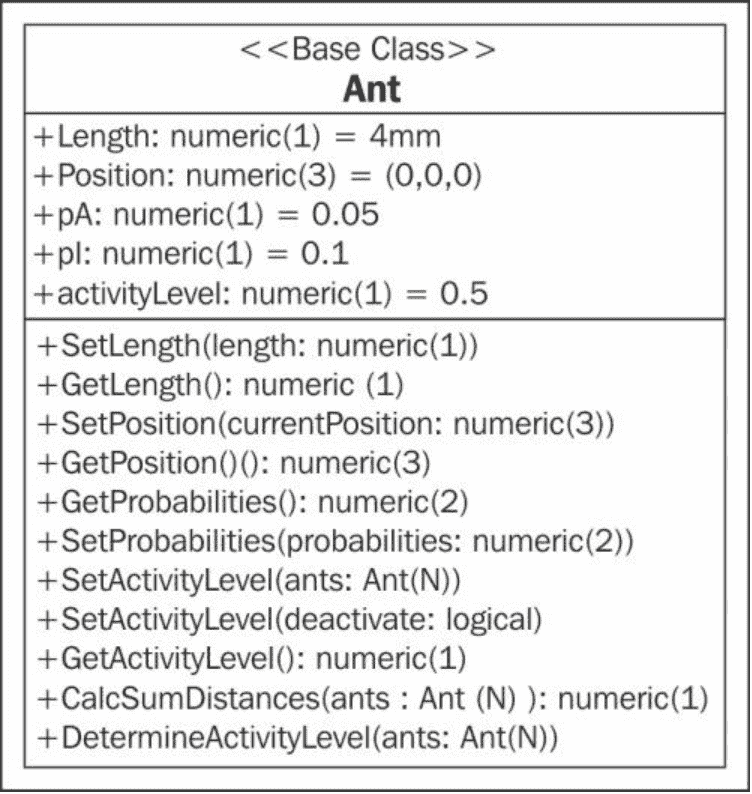 <<Base Class>>
Ant
+Length: numeric(1) = 4mm
+Position: numeric(3) = (0,0,0)
+pA: numeric(1) = 0.05
+pI: numeric(1) = 0.1
+activityLevel: numeric(1) = 0.5
+SetLength(length: numeric(1))
+GetLength(): numeric (1)
+SetPosition(currentPosition: numeric(3))
+GetPosition()(): numeric(3)
+GetProbabilities(): numeric(2)
+SetProbabilities(probabilities: numeric(2))
+SetActivityLevel(ants: Ant(N))
+SetActivityLevel(deactivate: logical)
+GetActivityLevel(): numeric(1)
+CalcSumDistances(ants : Ant (N) ): numeric(1)
+DetermineActivityLevel(ants: Ant(N))